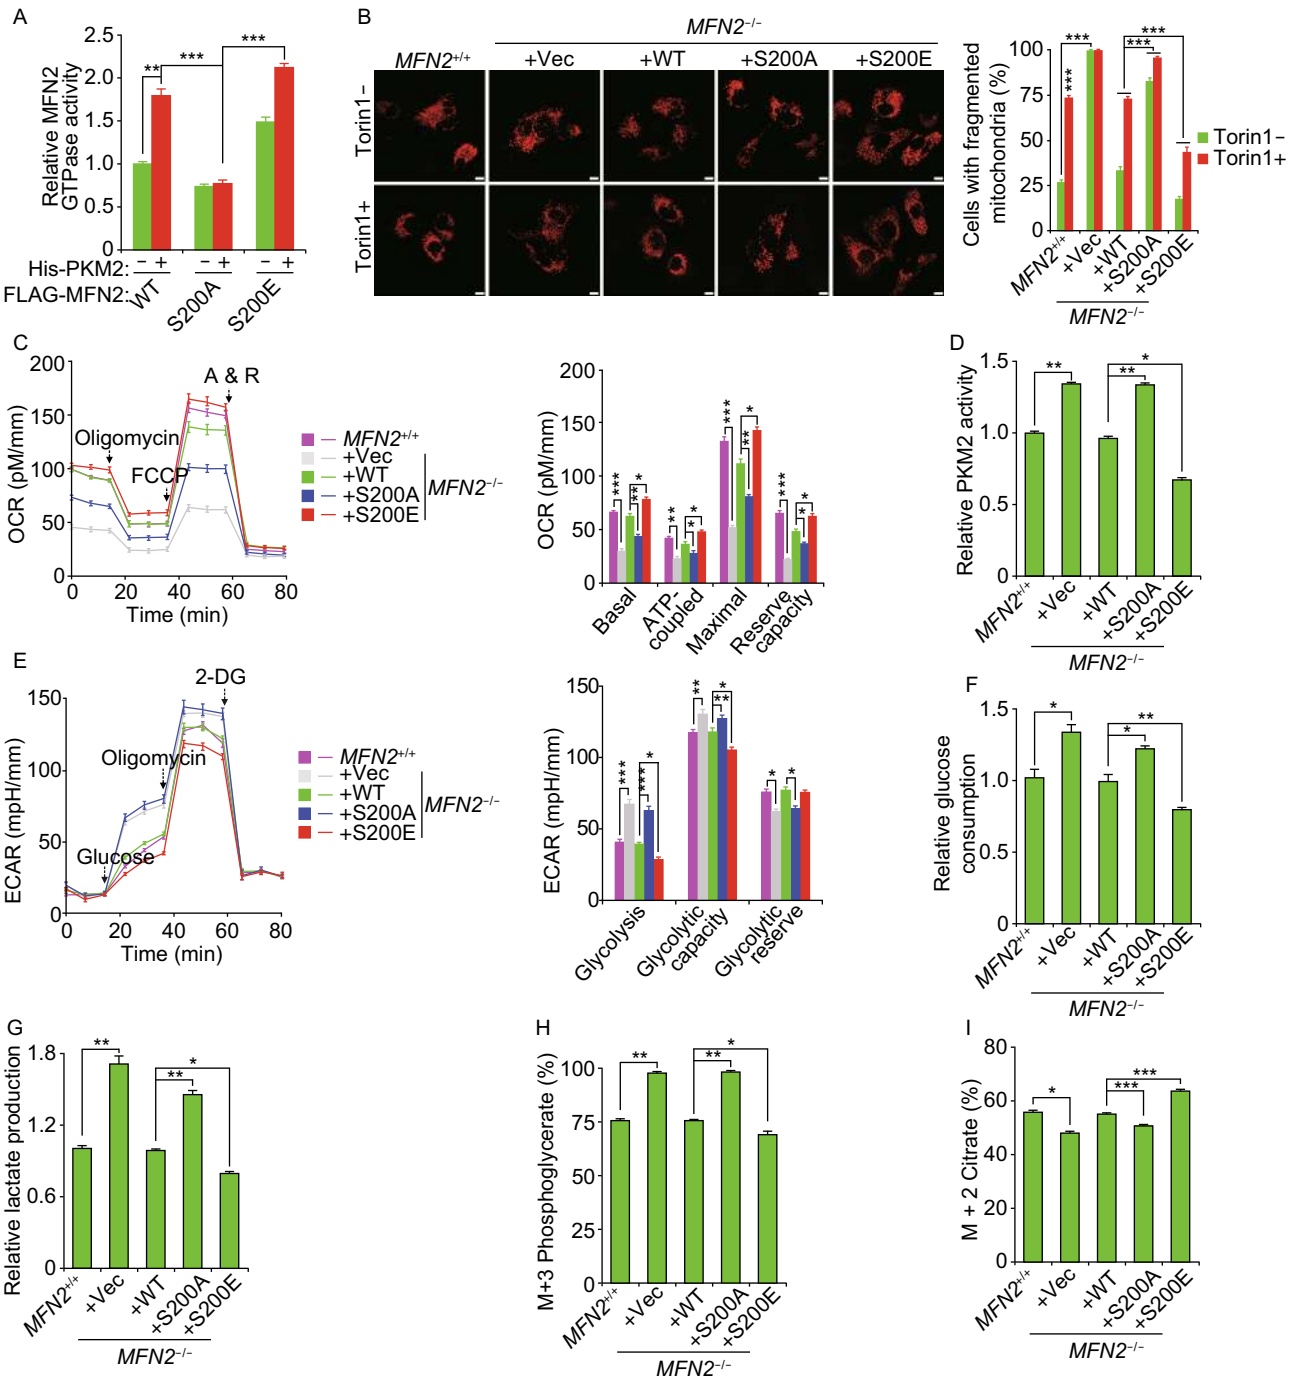 A
2.5
2.0
1.5
1.0
0.5
0
Relative MFN2
GTPase activity
**
***
***
His-PKM2: − + − + − +
FLAG-MFN2: WT S200A S200E
B
MFN2−/−
MFN2+/+ +Vec +WT +S200A +S200E
Torin1−
Torin1+
Cells with fragmented
mitochondria (%)
100
75
50
25
0
***
***
***
***
Torin1−
Torin1+
MFN2+/+ +Vec +WT +S200A +S200E
MFN2−/−
C
OCR (pM/mm)
200
150
100
50
0
0 20 40 60 80
Time (min)
Oligomycin
FCCP
A & R
MFN2+/+
+Vec
+WT
+S200A
+S200E
MFN2−/−
OCR (pM/mm)
200
150
100
50
0
*** ** *
** * *
*** ** *
*** * *
Basal
ATP-
coupled
Maximal
Reserve
capacity
D
Relative PKM2 activity
1.5
1.0
0.5
0
**
**
*
MFN2+/+ +Vec +WT +S200A +S200E
MFN2−/−
E
ECAR (mpH/mm)
150
100
50
0
0 20 40 60 80
Time (min)
Glucose
Oligomycin
2-DG
MFN2+/+
+Vec
+WT
+S200A
+S200E
MFN2−/−
ECAR (mpH/mm)
150
100
50
0
*** *** *
** ** *
* *
Glycolysis
Glycolytic
capacity
Glycolytic
reserve
F
Relative glucose
consumption
1.5
1.0
0.5
0
*
*
**
MFN2+/+ +Vec +WT +S200A +S200E
MFN2−/−
G
Relative lactate production
1.8
1.2
0.6
0
**
**
*
MFN2+/+ +Vec +WT +S200A +S200E
MFN2−/−
H
M+3 Phosphoglycerate (%)
100
75
50
25
0
**
**
*
MFN2+/+ +Vec +WT +S200A +S200E
MFN2−/−
I
M + 2 Citrate (%)
80
60
40
20
0
*
***
***
MFN2+/+ +Vec +WT +S200A +S200E
MFN2−/−